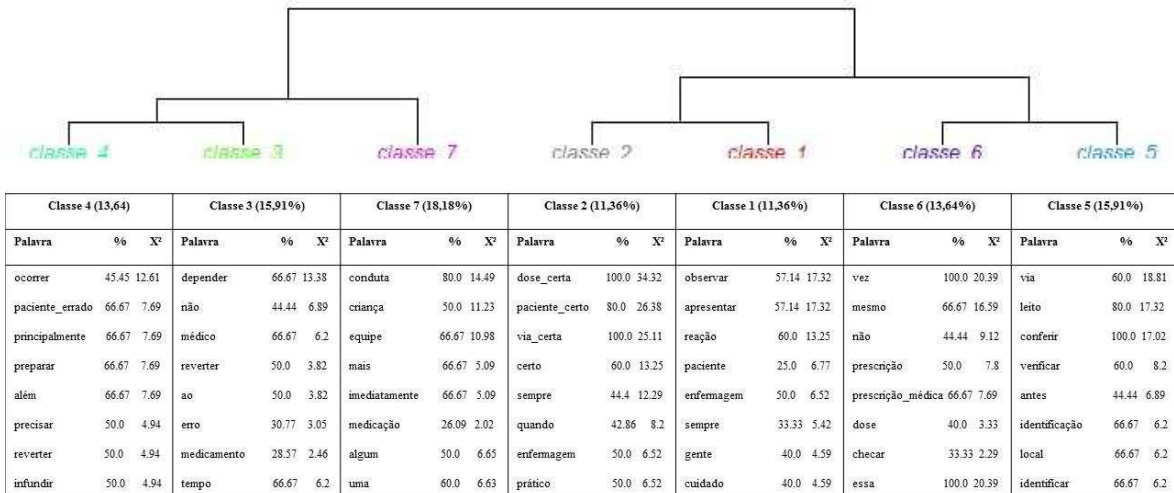 classe 4 classe 3 classe 7 classe 2 classe 1 classe 6 classe 5
Classe 4 (13,64) Classe 3 (15,91%) Classe 7 (18,18%) Classe 2 (11,36%) Classe 1 (11,36%) Classe 6 (13,64%) Classe 5 (15,91%)
Palavra % X² Palavra % X² Palavra % X² Palavra % X² Palavra % X² Palavra % X² Palavra % X²
ocorrer 45.45 12.61 depender 66.67 13.38 conduta 80.0 14.49 dose_certa 100.0 34.32 observar 57.14 17.32 vez 100.0 20.39 via 60.0 18.81
paciente_errado 66.67 7.69 não 44.44 6.89 criança 50.0 11.23 paciente_certo 80.0 26.38 apresentar 57.14 17.32 mesmo 66.67 16.59 leito 80.0 17.32
principalmente 66.67 7.69 médico 66.67 6.2 equipe 66.67 10.98 via_certa 100.0 25.11 reação 60.0 13.25 não 44.44 9.12 conferir 100.0 17.02
preparar 66.67 7.69 reverter 50.0 3.82 mais 66.67 5.09 certo 60.0 13.25 paciente 25.0 6.77 prescrição 50.0 7.8 verificar 60.0 8.2
além 66.67 7.69 ao 50.0 3.82 imediatamente 66.67 5.09 sempre 44.4 12.29 enfermagem 50.0 6.52 prescrição_médica 66.67 7.69 antes 44.44 6.89
precisar 50.0 4.94 erro 30.77 3.05 medicação 26.09 2.02 quando 42.86 8.2 sempre 33.33 5.42 dose 40.0 3.33 identificação 66.67 6.2
reverter 50.0 4.94 medicamento 28.57 2.46 algum 50.0 6.65 enfermagem 50.0 6.52 gente 40.0 4.59 checar 33.33 2.29 local 66.67 6.2
infundir 50.0 4.94 tempo 66.67 6.2 uma 60.0 6.63 prático 50.0 6.52 cuidado 40.0 4.59 essa 100.0 20.39 identificar 66.67 6.2